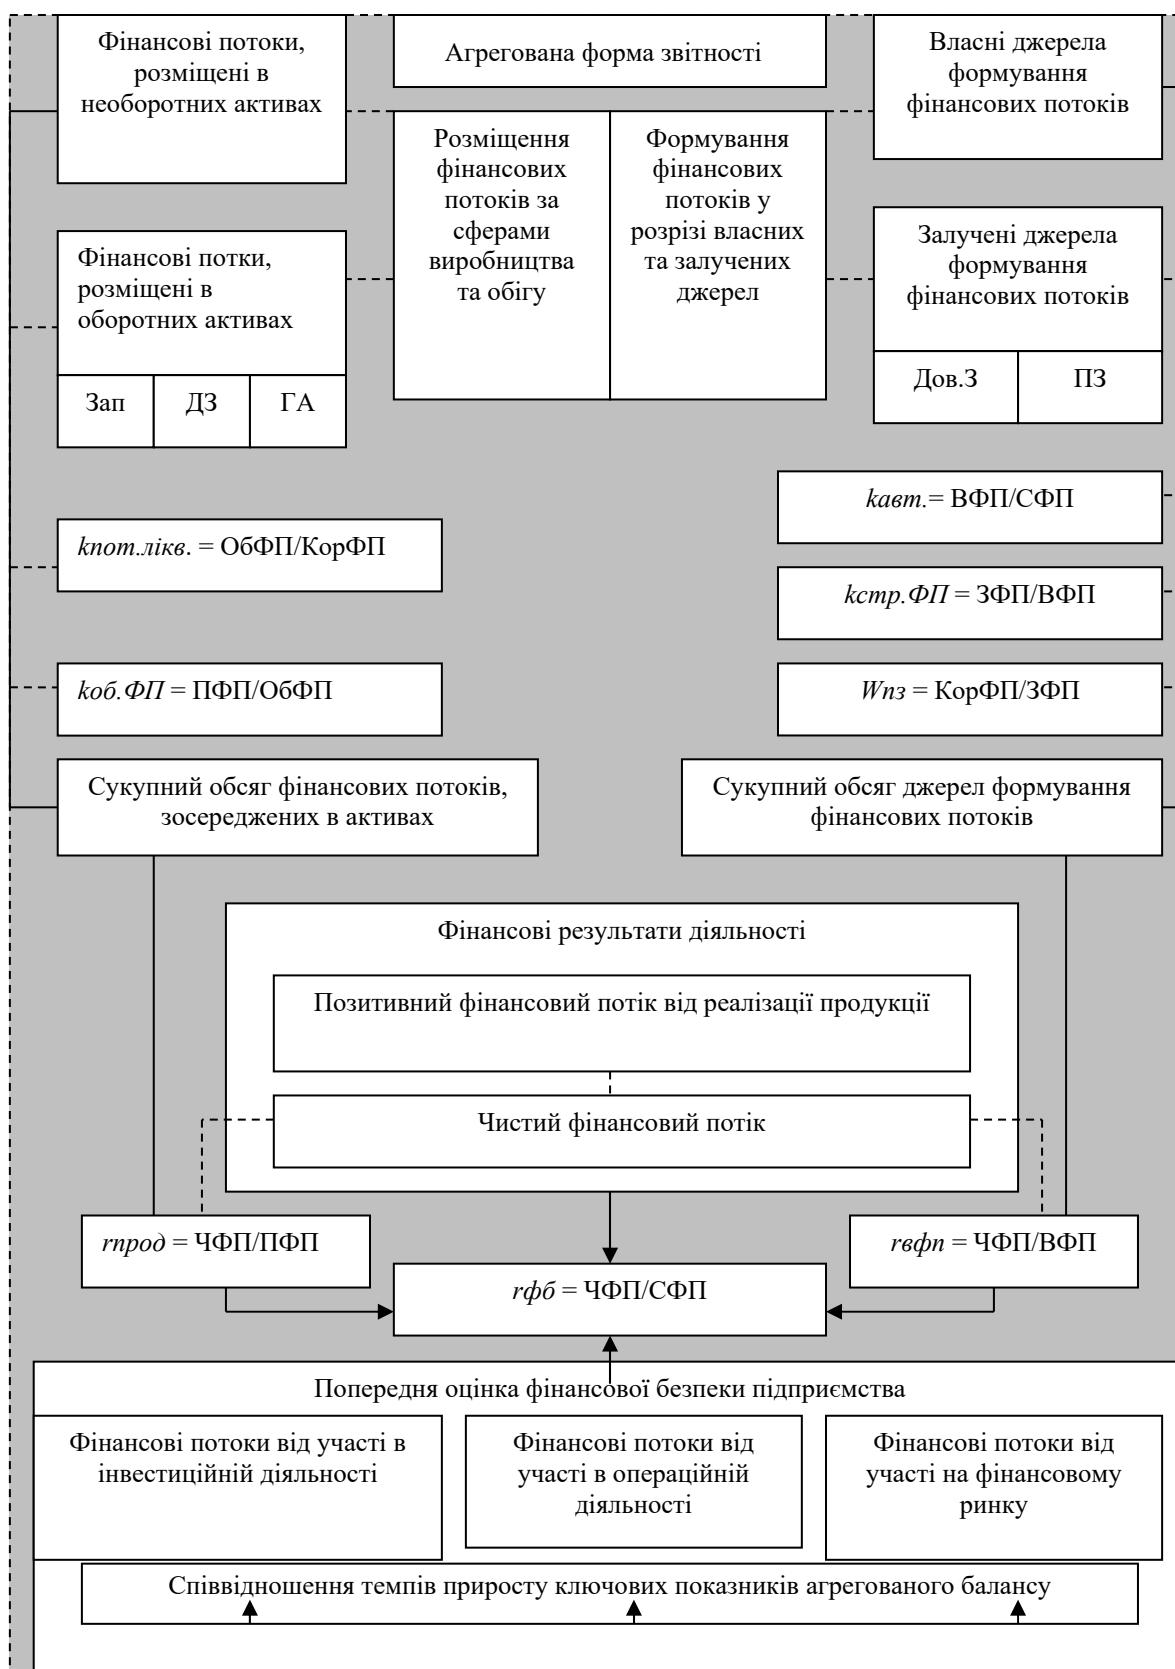 Фінансові потоки,
розміщені в
необоротних активах
Агрегована форма звітності
Власні джерела
формування
фінансових потоків
Розміщення
фінансових
потоків за
сферами
виробництва
та обігу
Формування
фінансових
потоків у
розрізі власних
та залучених
джерел
Фінансові потки,
розміщені в
оборотних активах
Залучені джерела
формування
фінансових потоків
Зап
ДЗ
ГА
Дов.З
ПЗ
kавт.= ВФП/СФП
kпот.лікв. = ОбФП/КорФП
kстр.ФП = ЗФП/ВФП
kоб.ФП = ПФП/ОбФП
Wпз = КорФП/ЗФП
Сукупний обсяг фінансових потоків,
зосереджених в активах
Сукупний обсяг джерел формування
фінансових потоків
Фінансові результати діяльності
Позитивний фінансовий потік від реалізації продукції
Чистий фінансовий потік
rпрод = ЧФП/ПФП
rвфп = ЧФП/ВФП
rфб = ЧФП/СФП
Попередня оцінка фінансової безпеки підприємства
Фінансові потоки від участі в
інвестиційній діяльності
Фінансові потоки від
участі в операційній
діяльності
Фінансові потоки від
участі на фінансовому
ринку
Співвідношення темпів приросту ключових показників агрегованого балансу